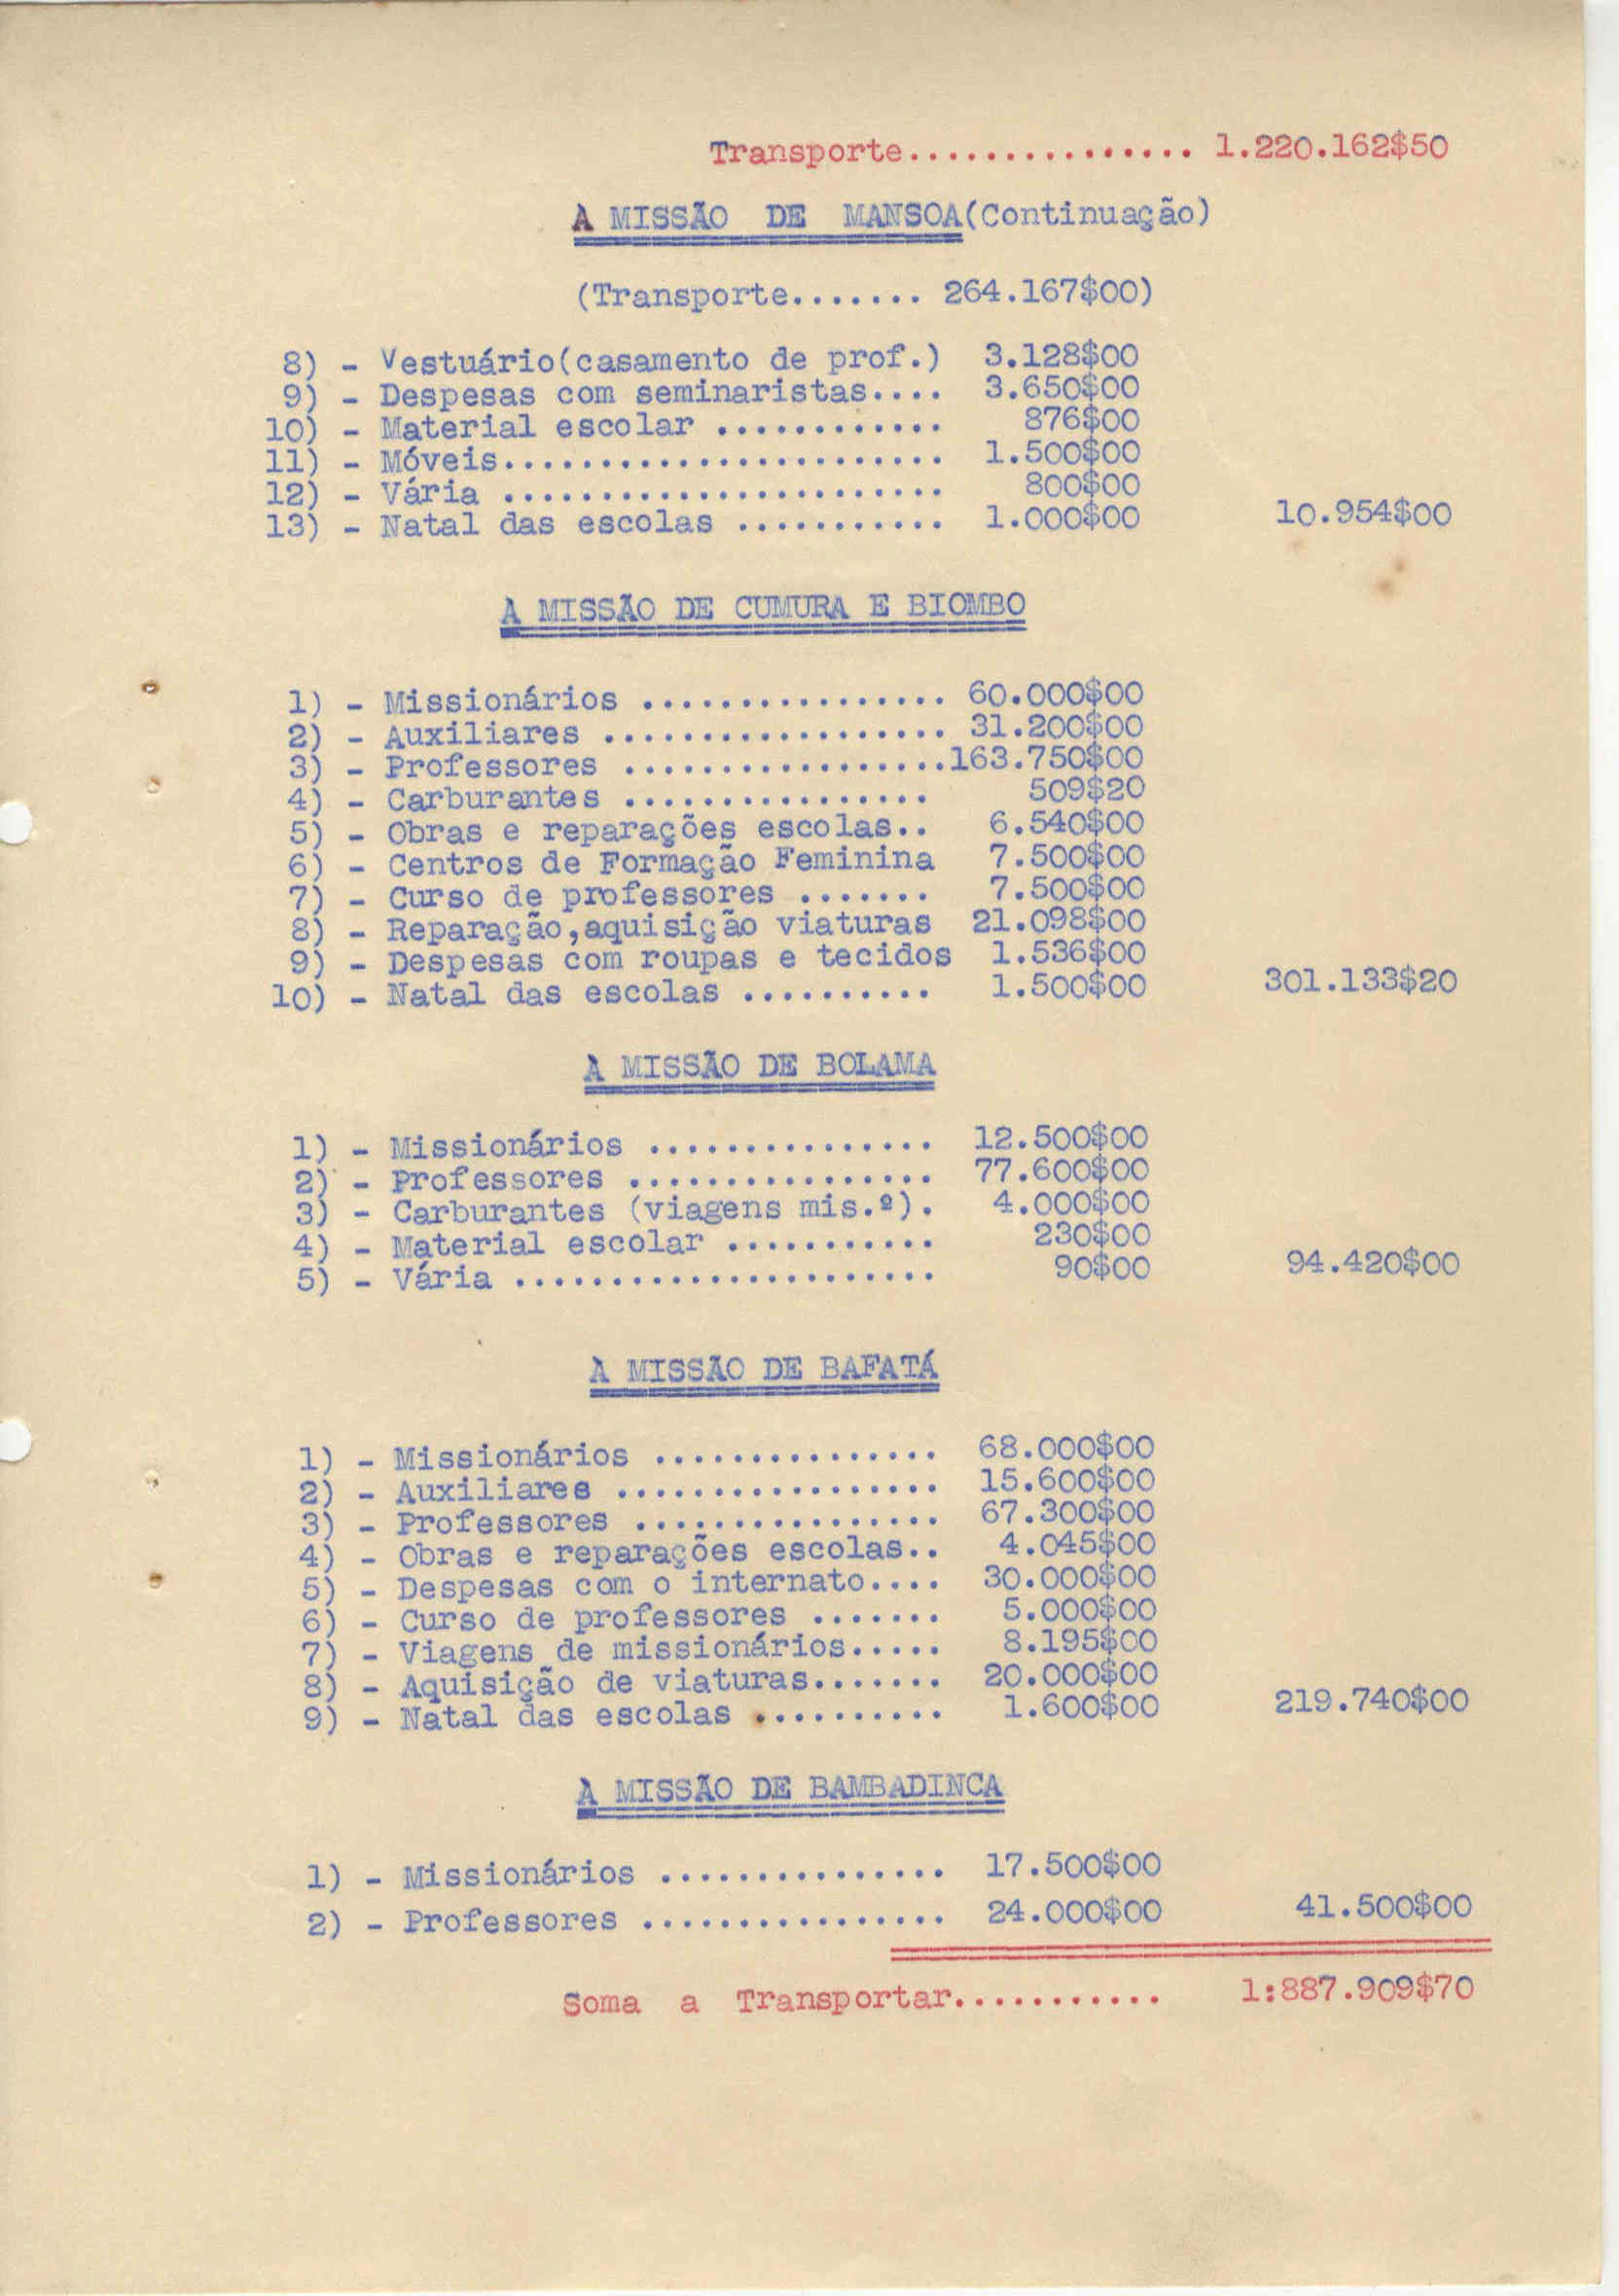 Transporte............... 1.220.162$50
À MISSÃO DE MANSOA(Continuação)
(Transporte....... 264.167$00)
8) - Vestuário(casamento de prof.) 3.128$00
9) - Despesas com seminaristas.... 3.650$00
10) - Material escolar ............ 876$00
11) - Móveis....................... 1.500$00
12) - Vária ....................... 800$00
13) - Natal das escolas ........... 1.000$00 10.954$00
À MISSÃO DE CUMURA E BIOMBO
1) - Missionários ................ 60.000$00
2) - Auxiliares .................. 31.200$00
3) - Professores .................163.750$00
4) - Carburantes ................ 509$20
5) - Obras e reparações escolas.. 6.540$00
6) - Centros de Formação Feminina 7.500$00
7) - Curso de professores ....... 7.500$00
8) - Reparação,aquisição viaturas 21.098$00
9) - Despesas com roupas e tecidos 1.536$00
10) - Natal das escolas .......... 1.500$00 301.133$20
À MISSÃO DE BOLAMA
1) - Missionários ............... 12.500$00
2) - Professores ................ 77.600$00
3) - Carburantes (viagens mis.º). 4.000$00
4) - Material escolar ........... 230$00
5) - Vária ...................... 90$00 94.420$00
À MISSÃO DE BAFATÁ
1) - Missionários ............... 68.000$00
2) - Auxiliares ................. 15.600$00
3) - Professores ................ 67.300$00
4) - Obras e reparações escolas.. 4.045$00
5) - Despesas com o internato.... 30.000$00
6) - Curso de professores ....... 5.000$00
7) - Viagens de missionários..... 8.195$00
8) - Aquisição de viaturas....... 20.000$00
9) - Natal das escolas .......... 1.600$00 219.740$00
À MISSÃO DE BAMBADINCA
1) - Missionários ............... 17.500$00
2) - Professores ................ 24.000$00 41.500$00
Soma a Transportar........... 1:887.909$70